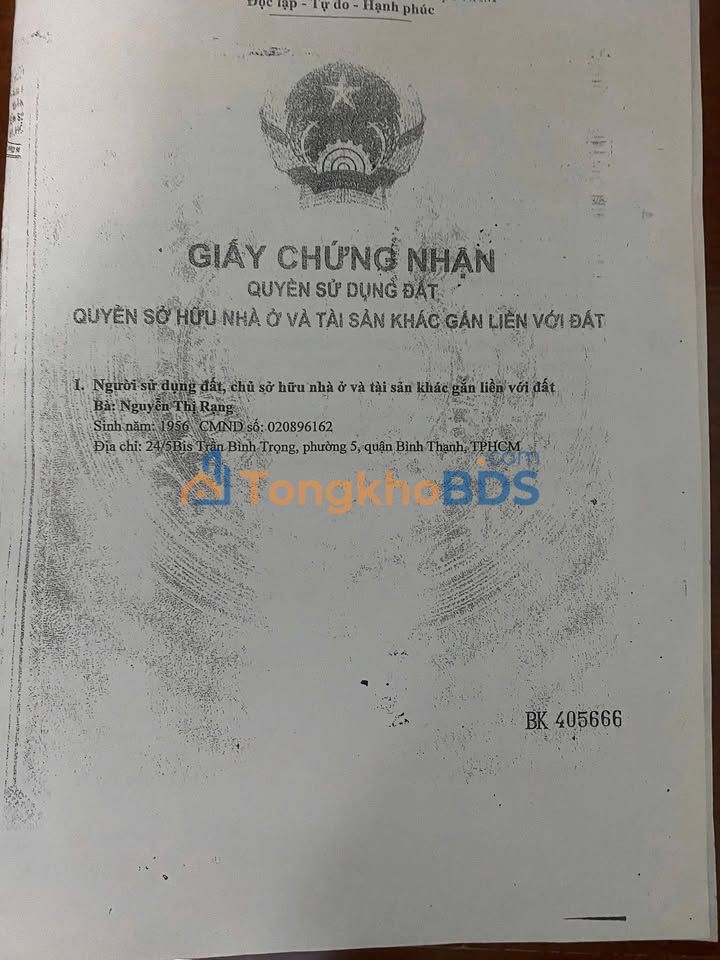 Độc lập - Tự do - Hạnh phúc
GIẤY CHỨNG NHẬN
QUYỀN SỬ DỤNG ĐẤT
QUYỀN SỞ HỮU NHÀ Ở VÀ TÀI SẢN KHÁC GẮN LIỀN VỚI ĐẤT
I. Người sử dụng đất, chủ sở hữu nhà ở và tài sản khác gắn liền với đất
Bà: Nguyễn Thị Rạng
Sinh năm: 1956 CMND số: 020896162
Địa chỉ: 24/5Bis Trần Bình Trọng, phường 5, quận Bình Thạnh, TPHCM
TongkhoBDS.com
BK 405666